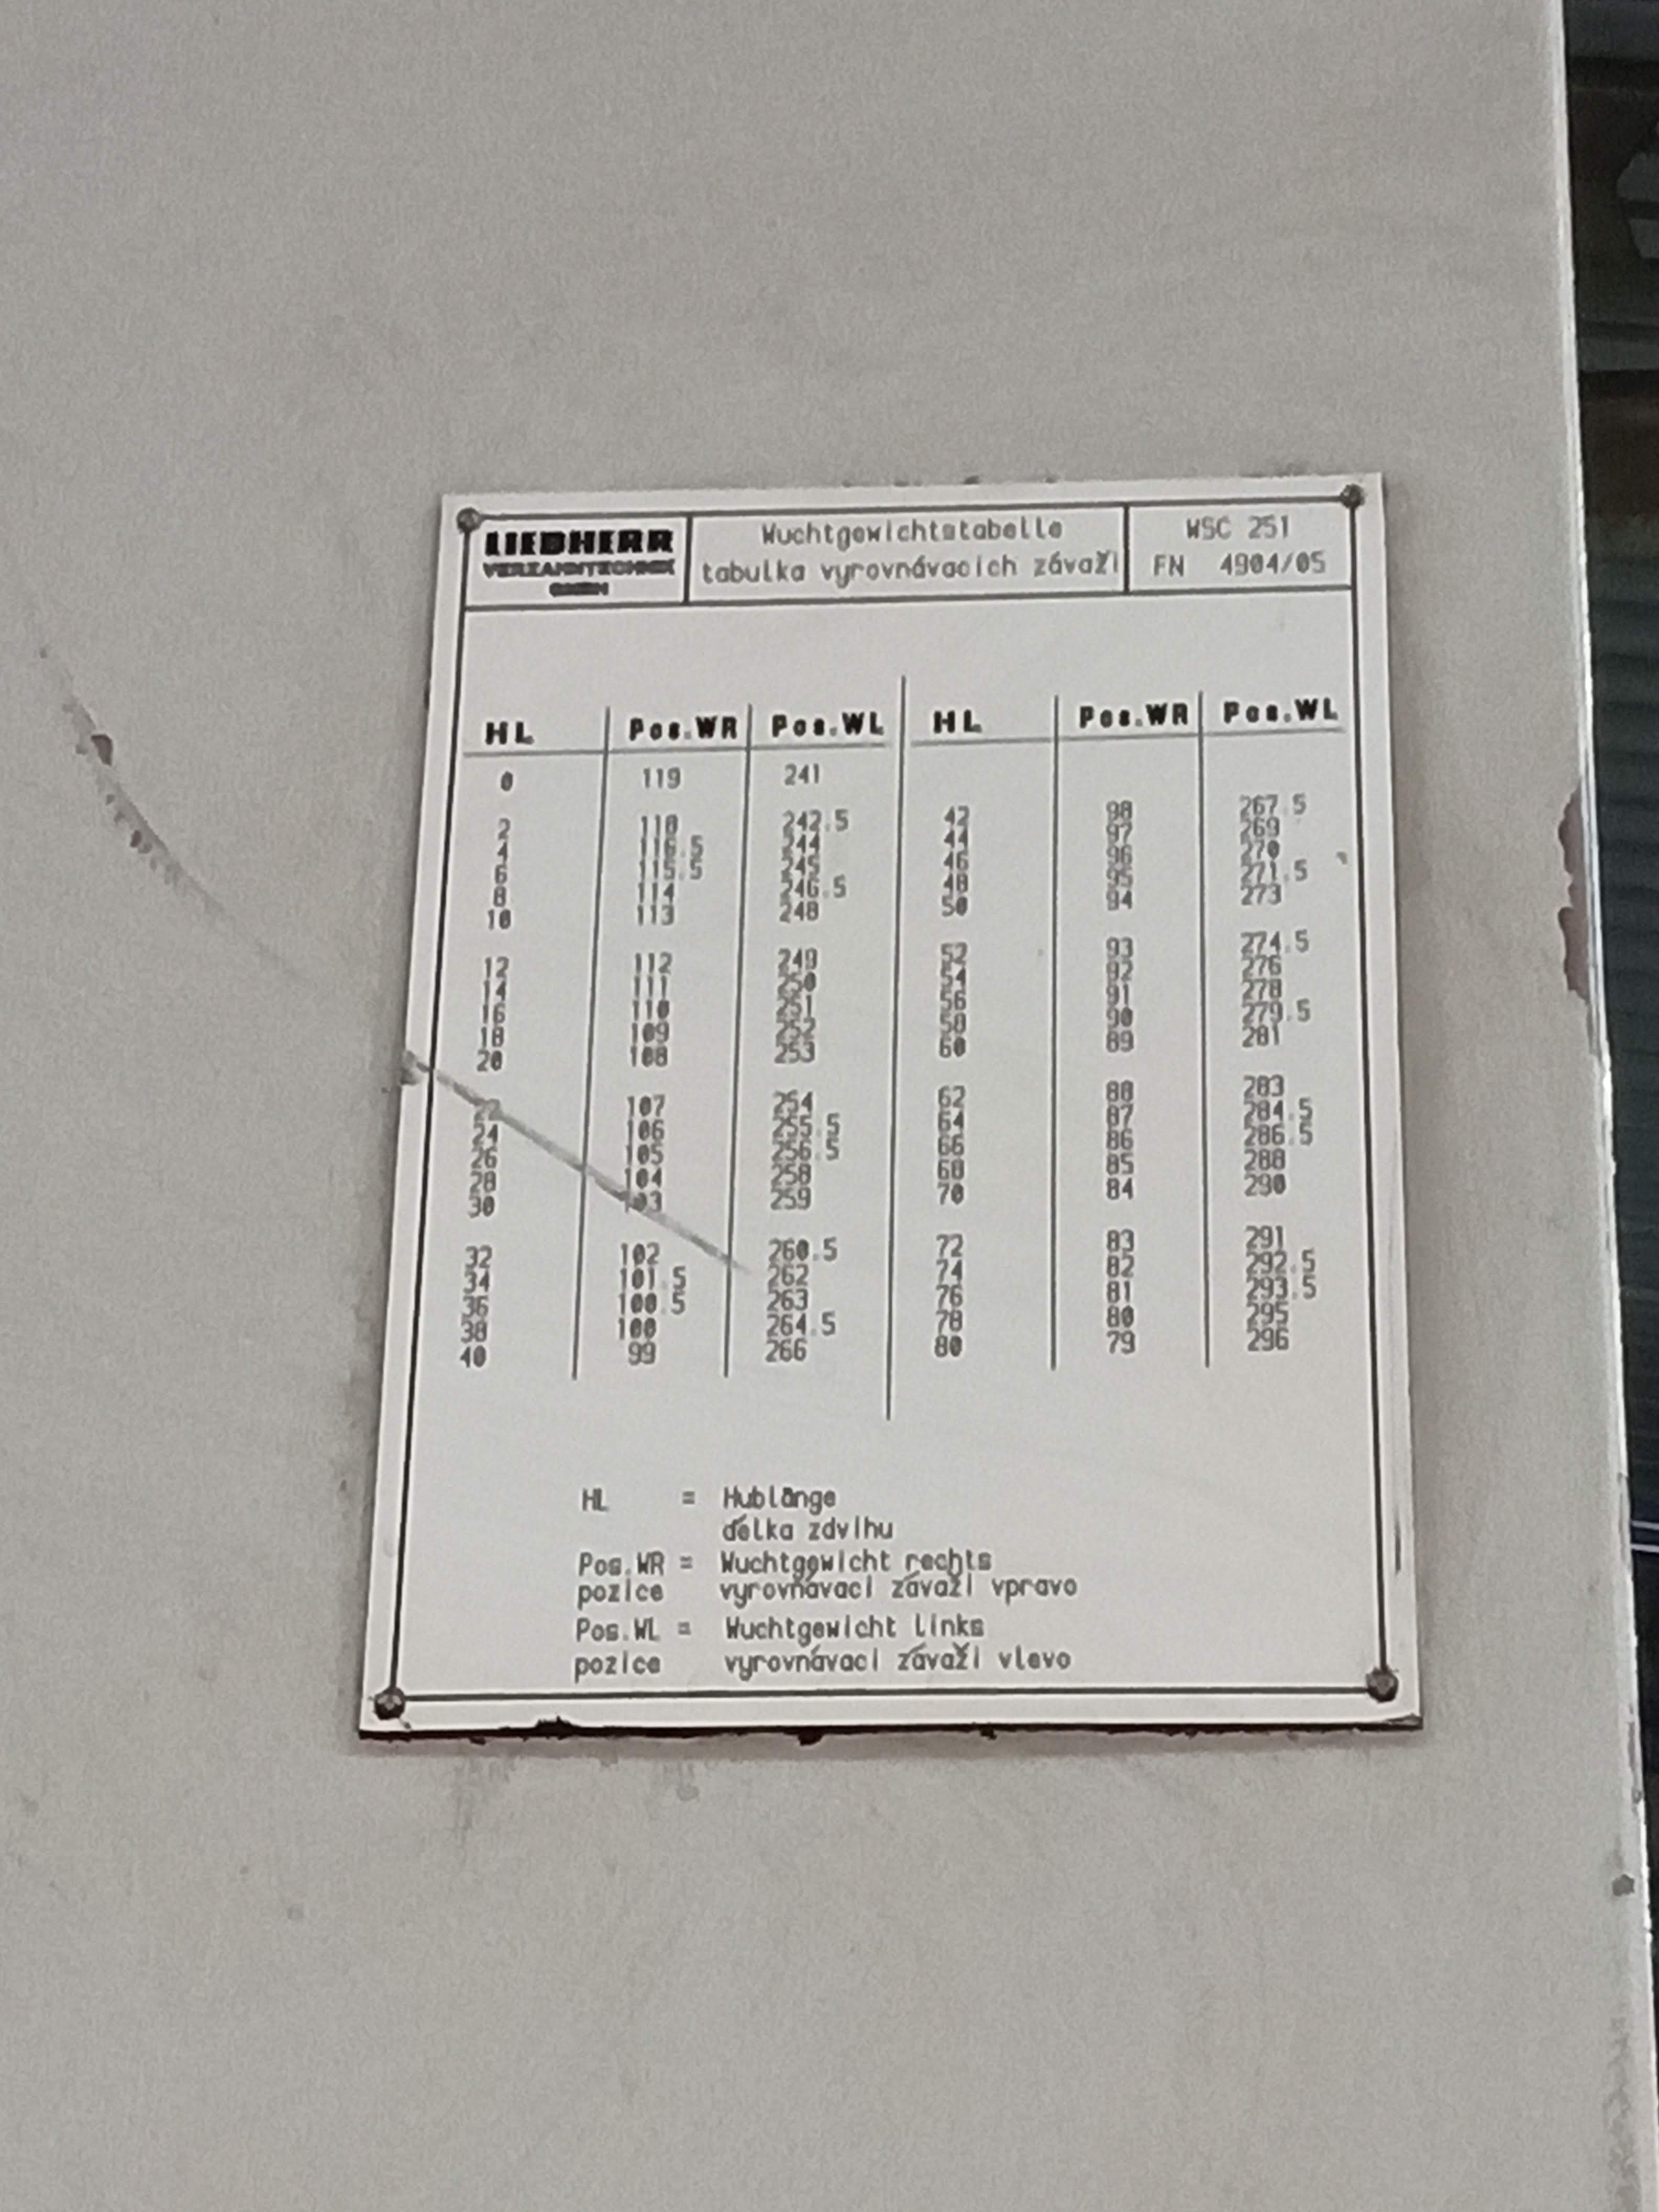 LIEBHERR
VERZAHNTECHNIK
GMBH
Wuchtgewichtstabelle
tabulka vyrovnávacich závaží
WSC 251
FN 4904/05
HL Pos.WR Pos.WL HL Pos.WR Pos.WL
0 119 241
2 118 242.5 42 98 267.5
4 116.5 244 44 97 269
6 115.5 245 46 96 270
8 114 246.5 48 95 271.5
10 113 248 50 94 273
12 112 249 52 93 274.5
14 111 250 54 92 276
16 110 251 56 91 278
18 109 252 58 90 279.5
20 108 253 60 89 281
22 107 254 62 88 283
24 106 255.5 64 87 284.5
26 105 256.5 66 86 286.5
28 104 258 68 85 288
30 103 259 70 84 290
32 102 260.5 72 83 291
34 101.5 262 74 82 292.5
36 100.5 263 76 81 293.5
38 100 264.5 78 80 295
40 99 266 80 79 296
HL = Hublänge
délka zdvihu
Pos.WR = Wuchtgewicht rechts
pozice vyrovnávací závaží vpravo
Pos.WL = Wuchtgewicht links
pozice vyrovnávací závaží vlevo